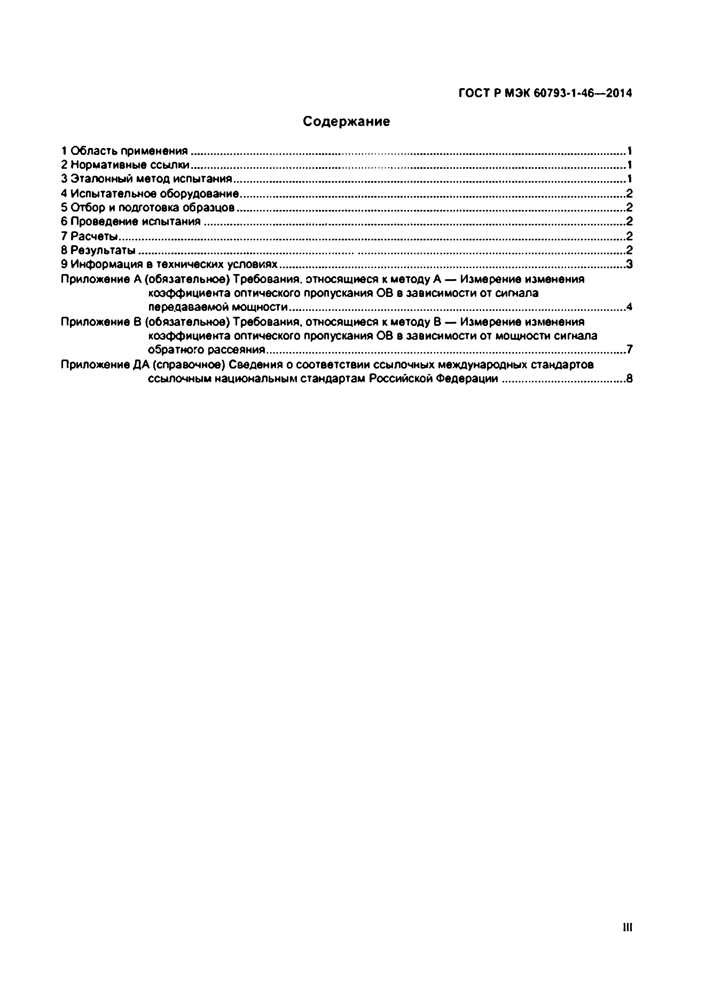 ГОСТ Р МЭК 60793-1-46—2014
Содержание
1 Область применения ........ 1
2 Нормативные ссылки ........ 1
3 Эталонный метод испытания ........ 1
4 Испытательное оборудование ........ 2
5 Отбор и подготовка образцов ........ 2
6 Проведение испытания ........ 2
7 Расчеты ........ 2
8 Результаты ........ 2
9 Информация в технических условиях ........ 3
Приложение А (обязательное) Требования, относящиеся к методу А — Измерение изменения
коэффициента оптического пропускания ОВ в зависимости от сигнала
передаваемой мощности ........ 4
Приложение В (обязательное) Требования, относящиеся к методу В — Измерение изменения
коэффициента оптического пропускания ОВ в зависимости от мощности сигнала
обратного рассеяния ........ 7
Приложение ДА (справочное) Сведения о соответствии ссылочных международных стандартов
ссылочным национальным стандартам Российской Федерации ........ 8
III